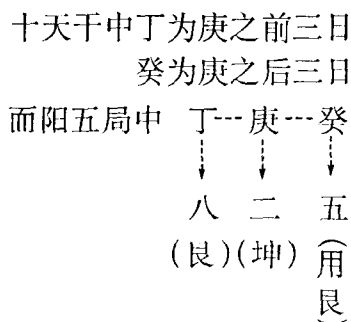 十天干中丁为庚之前三日
癸为庚之后三日
而阳五局中 丁---庚---癸
八 二 五
(艮)(坤)(用艮)